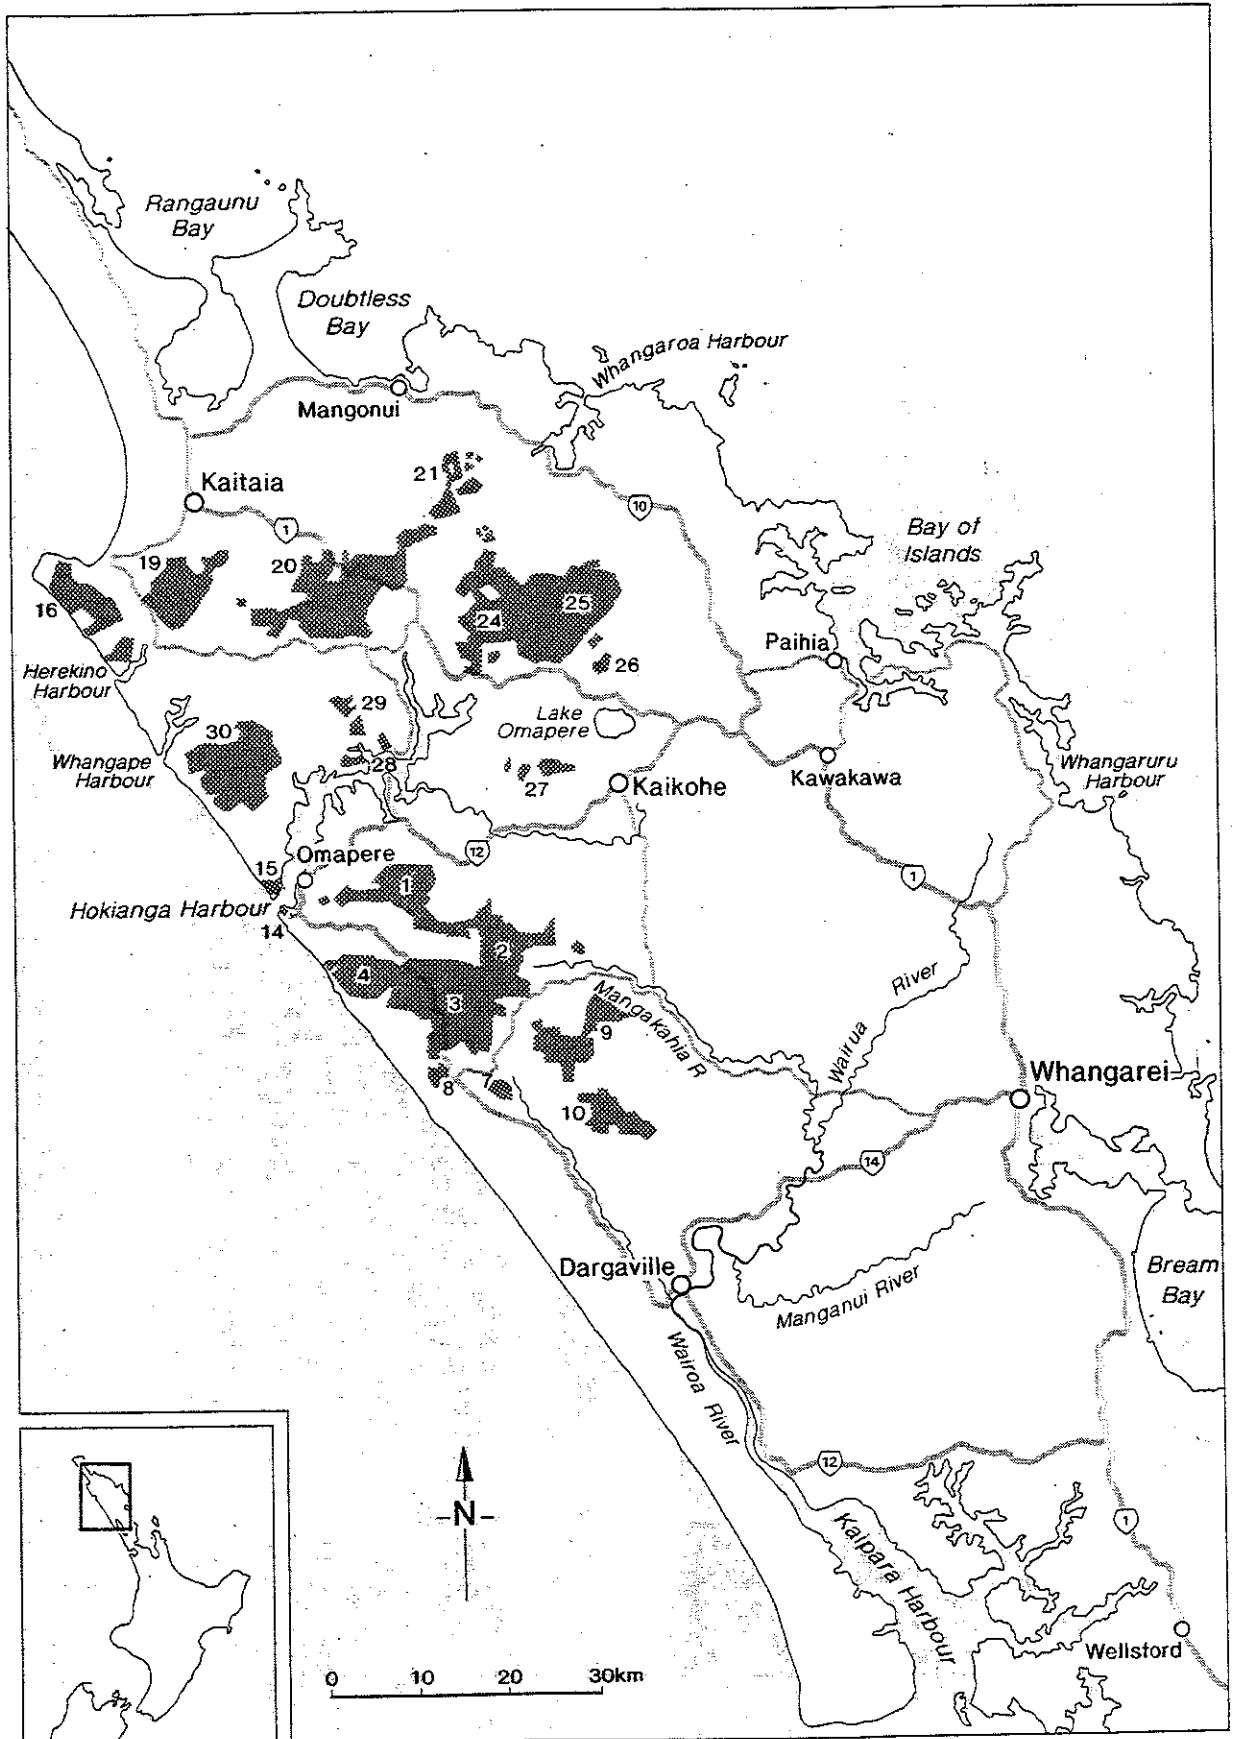 Rangaunu
Bay
Doubtless
Bay
Whangaroa Harbour
Mangonui
21
Kaitaia
10
1
Bay of
Islands
19
20
16
25
24
Paihia
26
Herekino
Harbour
29
Lake
Omapere
30
Whangape
Harbour
28
27
Kaikohe
Kawakawa
Whangaruru
Harbour
12
Omapere
15
1
1
Hokianga Harbour
14
2
4
3
River
Mangakahia R
9
Wairua
Whangarei
8
7
10
14
Dargaville
Manganui River
Bream
Bay
Wairoa River
12
-N-
Kaipara Harbour
1
Wellsford
0 10 20 30km